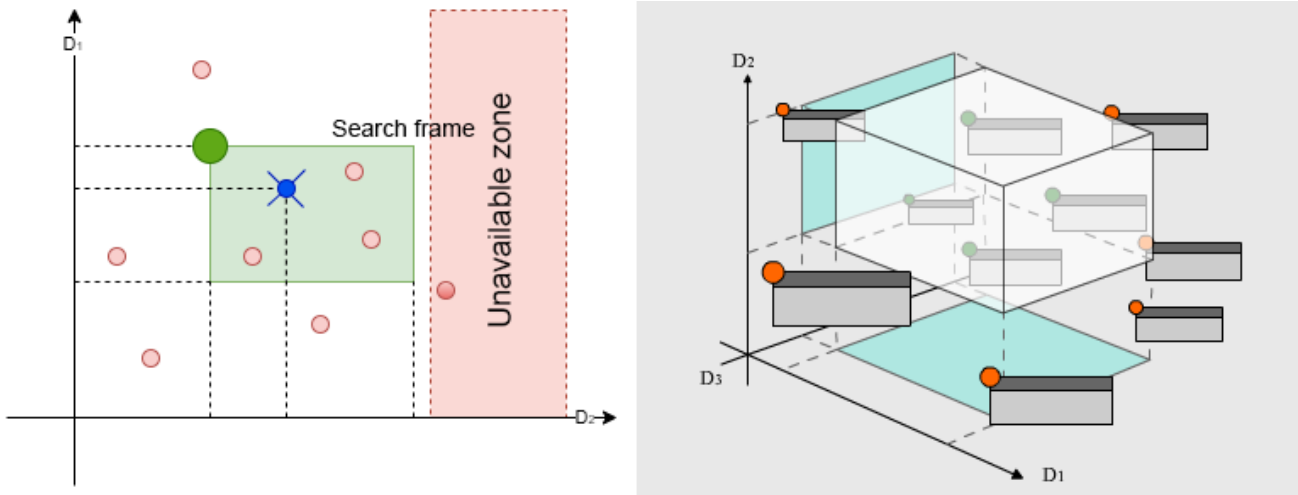 D₁
Search frame
Unavailable zone
D₂
D₂
D₃
D₁